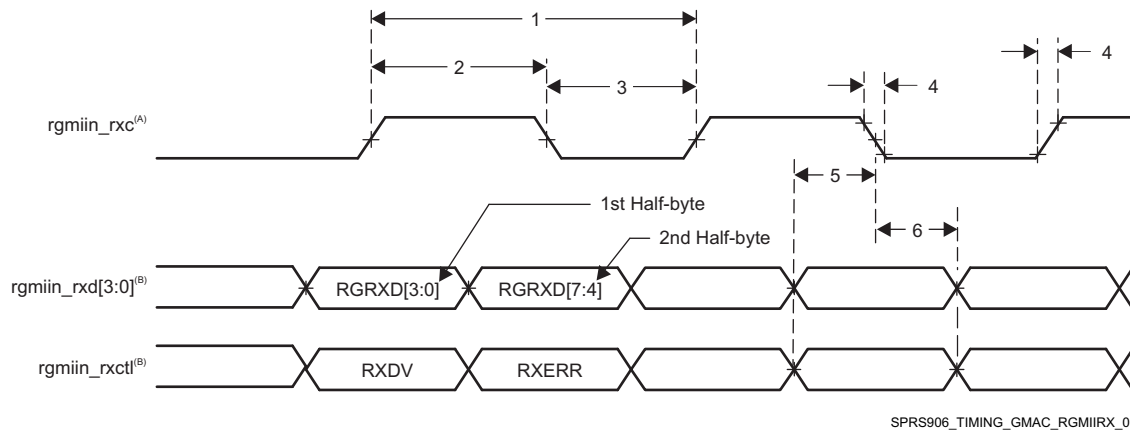 1
2
3
4
4
rgmiin_rxc(A)
5
6
1st Half-byte
2nd Half-byte
rgmiin_rxd[3:0](B)
RGRXD[3:0]
RGRXD[7:4]
rgmiin_rxctl(B)
RXDV
RXERR
SPRS906_TIMING_GMAC_RGMIIRX_0